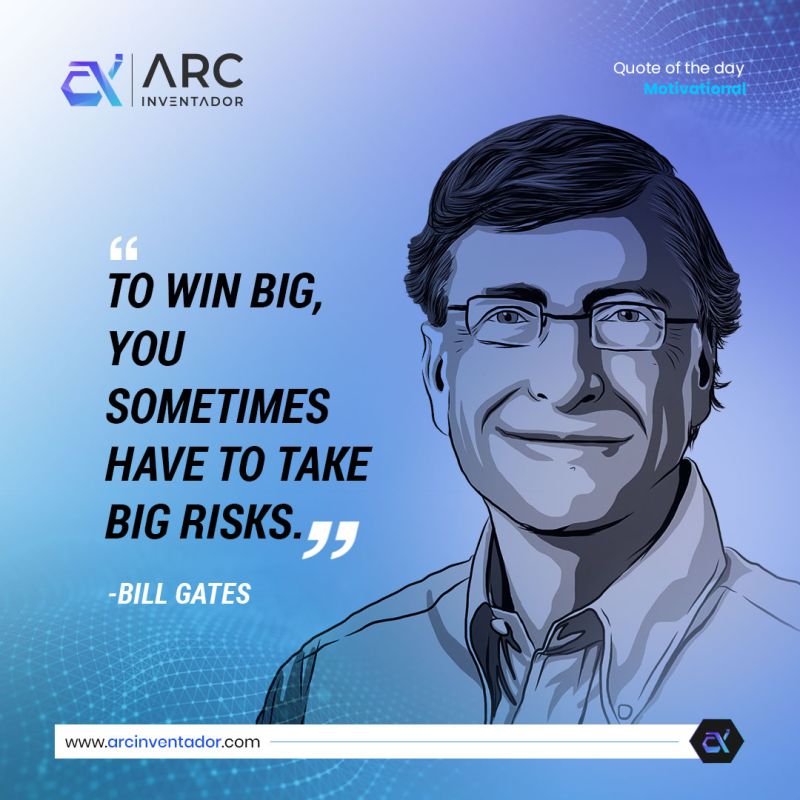 ARC
INVENTADOR
Quote of the day
Motivational
“
TO WIN BIG,
YOU
SOMETIMES
HAVE TO TAKE
BIG RISKS.”
-BILL GATES
www.arcinventador.com